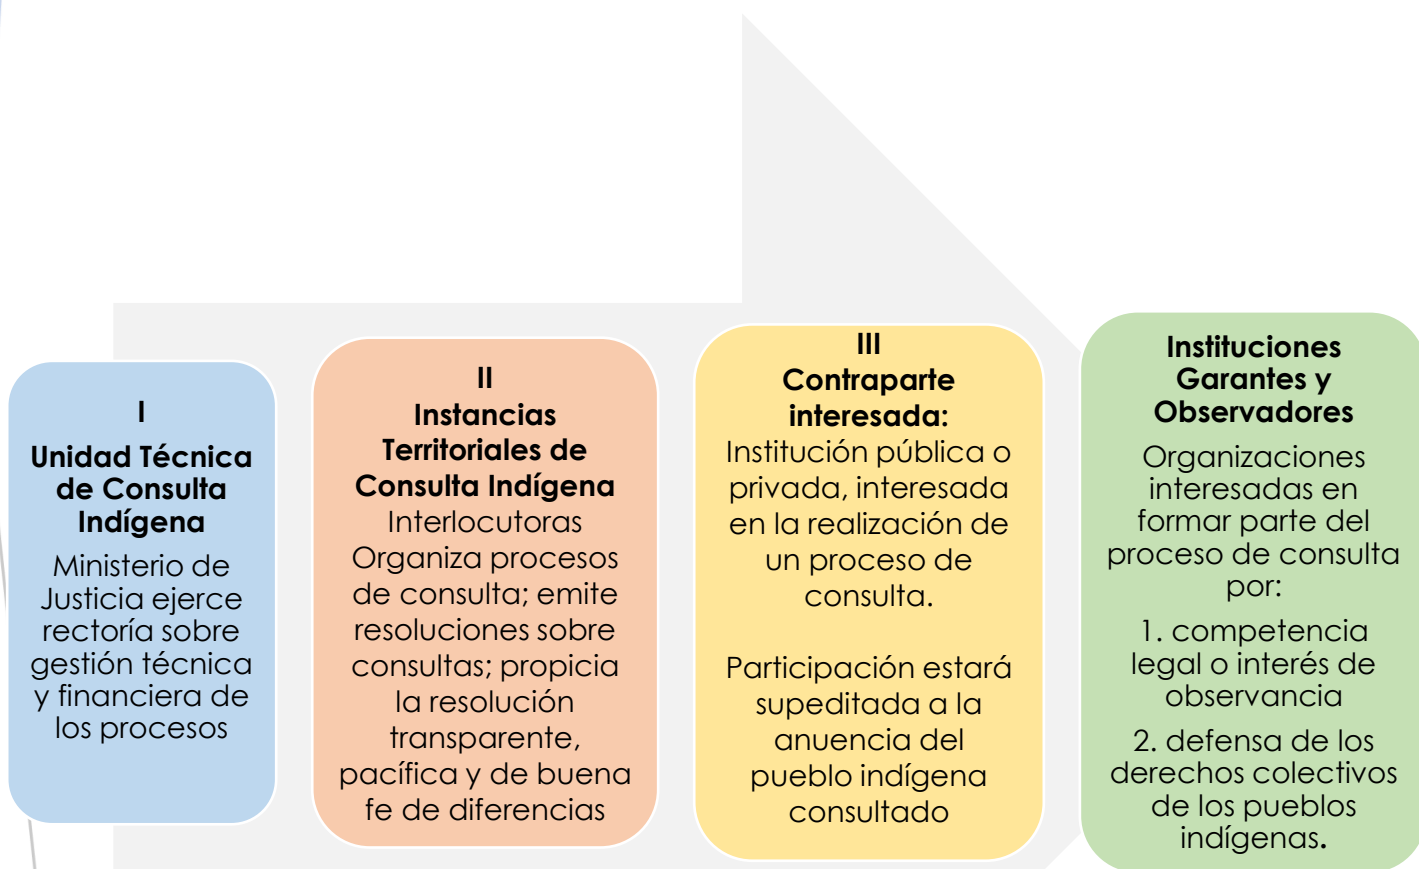 I
Unidad Técnica
de Consulta
Indígena
Ministerio de
Justicia ejerce
rectoría sobre
gestión técnica
y financiera de
los procesos
II
Instancias
Territoriales de
Consulta Indígena
Interlocutoras
Organiza procesos
de consulta; emite
resoluciones sobre
consultas; propicia
la resolución
transparente,
pacífica y de buena
fe de diferencias
III
Contraparte
interesada:
Institución pública o
privada, interesada
en la realización de
un proceso de
consulta.
Participación estará
supeditada a la
anuencia del
pueblo indígena
consultado
Instituciones
Garantes y
Observadores
Organizaciones
interesadas en
formar parte del
proceso de consulta
por:
1. competencia
legal o interés de
observancia
2. defensa de los
derechos colectivos
de los pueblos
indígenas.